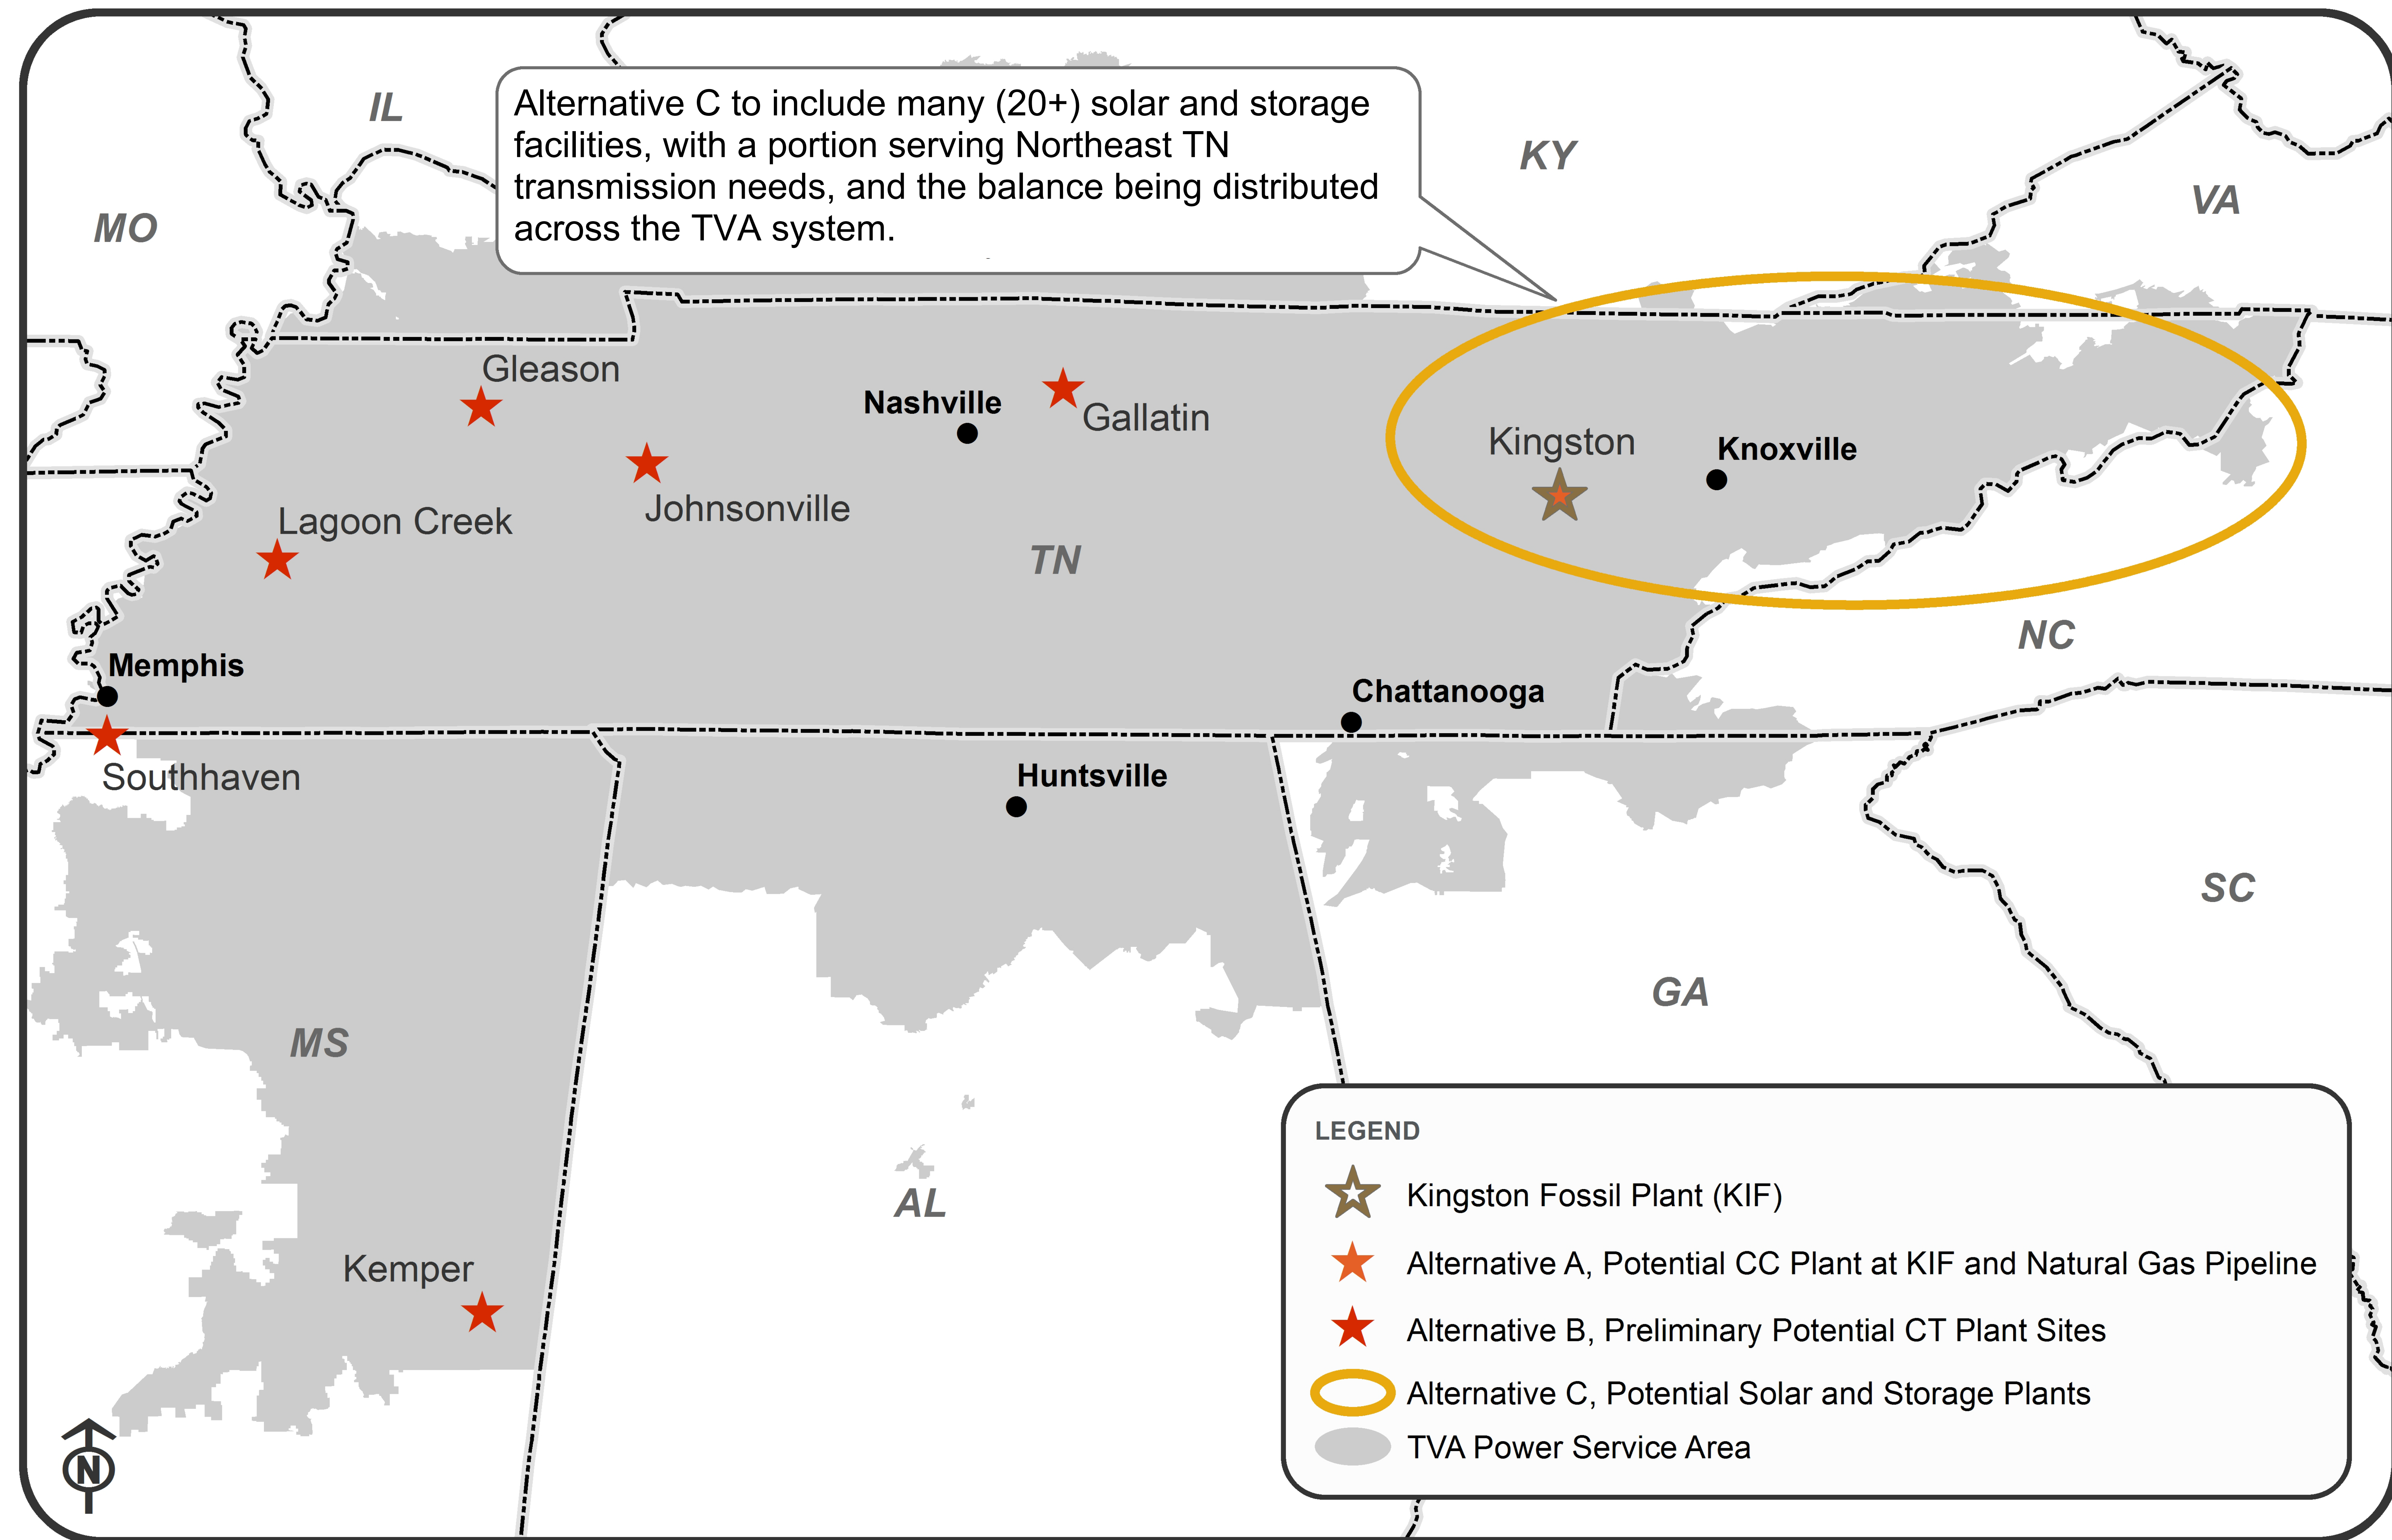 IL
Alternative C to include many (20+) solar and storage
facilities, with a portion serving Northeast TN
transmission needs, and the balance being distributed
across the TVA system.
KY
VA
MO
Gleason
Nashville
Gallatin
Kingston
Knoxville
Lagoon Creek
Johnsonville
TN
NC
Memphis
Chattanooga
Southhaven
Huntsville
SC
GA
MS
AL
Kemper
N
LEGEND
Kingston Fossil Plant (KIF)
Alternative A, Potential CC Plant at KIF and Natural Gas Pipeline
Alternative B, Preliminary Potential CT Plant Sites
Alternative C, Potential Solar and Storage Plants
TVA Power Service Area